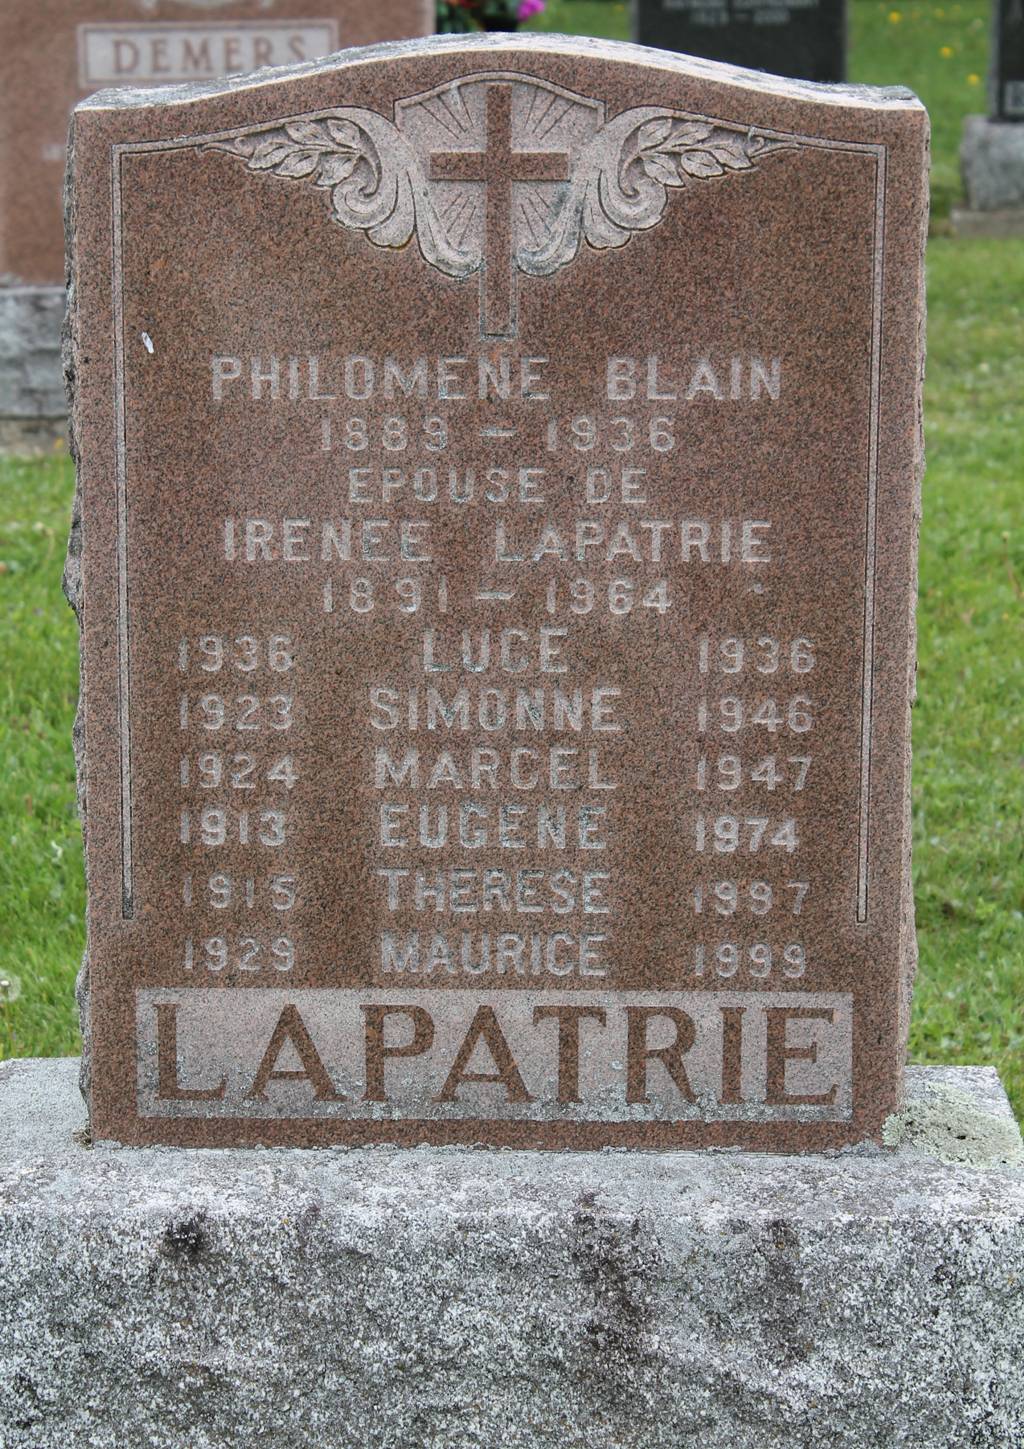 DEMERS
PHILOMENE BLAIN
1889 - 1936
EPOUSE DE
IRENEE LAPATRIE
1891 - 1964
1936 LUCE 1936
1923 SIMONNE 1946
1924 MARCEL 1947
1913 EUGENE 1974
1915 THERESE 1997
1929 MAURICE 1999
LAPATRIE